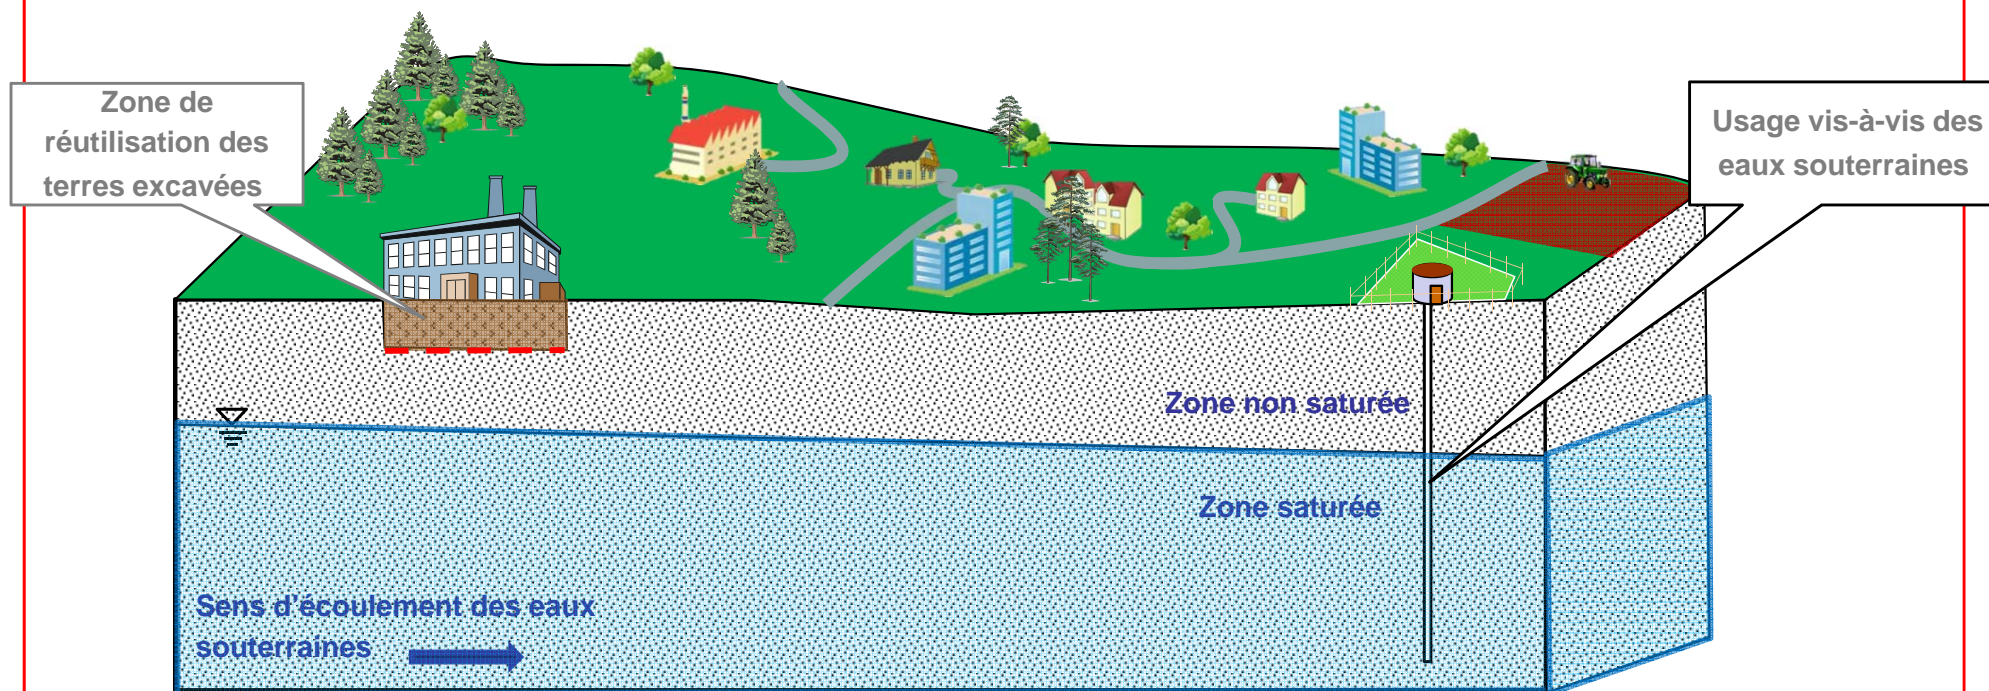 Zone de
réutilisation des
terres excavées
Usage vis-à-vis des
eaux souterraines
Zone non saturée
Zone saturée
Sens d'écoulement des eaux
souterraines